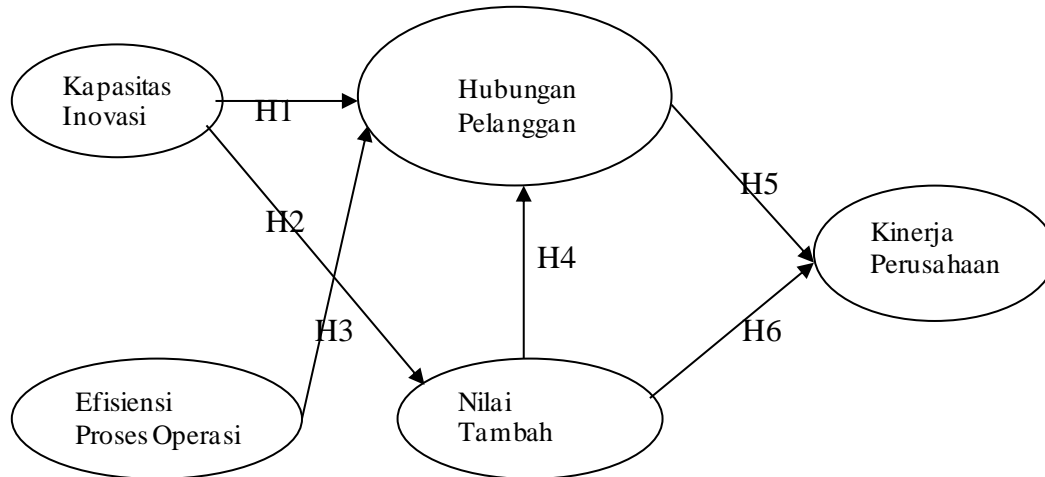 Kapasitas
Inovasi
H1
Hubungan
Pelanggan
H5
H2
H4
Kinerja
Perusahaan
H3
H6
Efisiensi
Proses Operasi
Nilai
Tambah